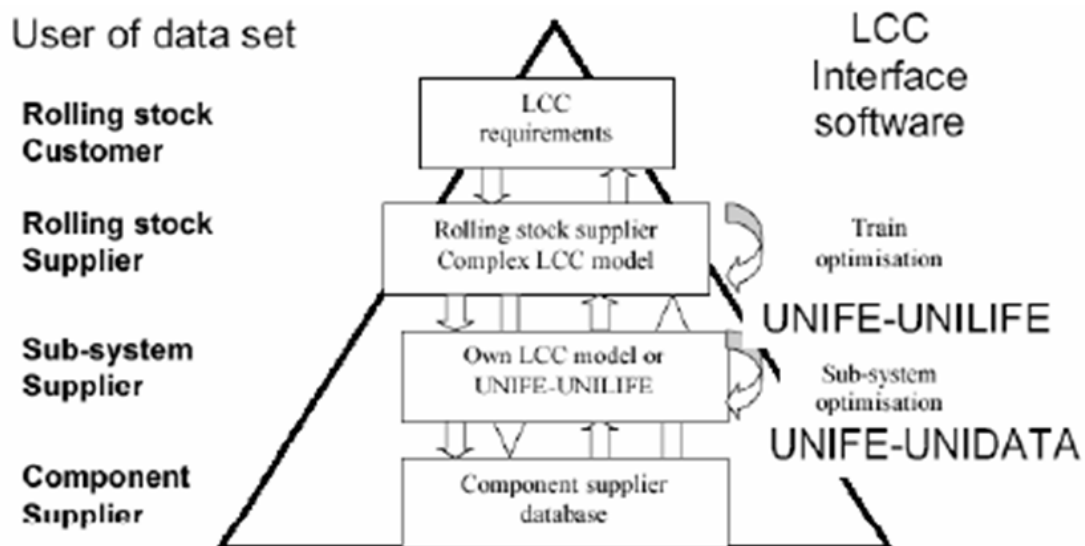 User of data set
LCC
Interface
software
Rolling stock
Customer
LCC
requirements
Rolling stock
Supplier
Rolling stock supplier
Complex LCC model
Train
optimisation
UNIFE-UNILIFE
Sub-system
Supplier
Own LCC model or
UNIFE-UNILIFE
Sub-system
optimisation
UNIFE-UNIDATA
Component
Supplier
Component supplier
database